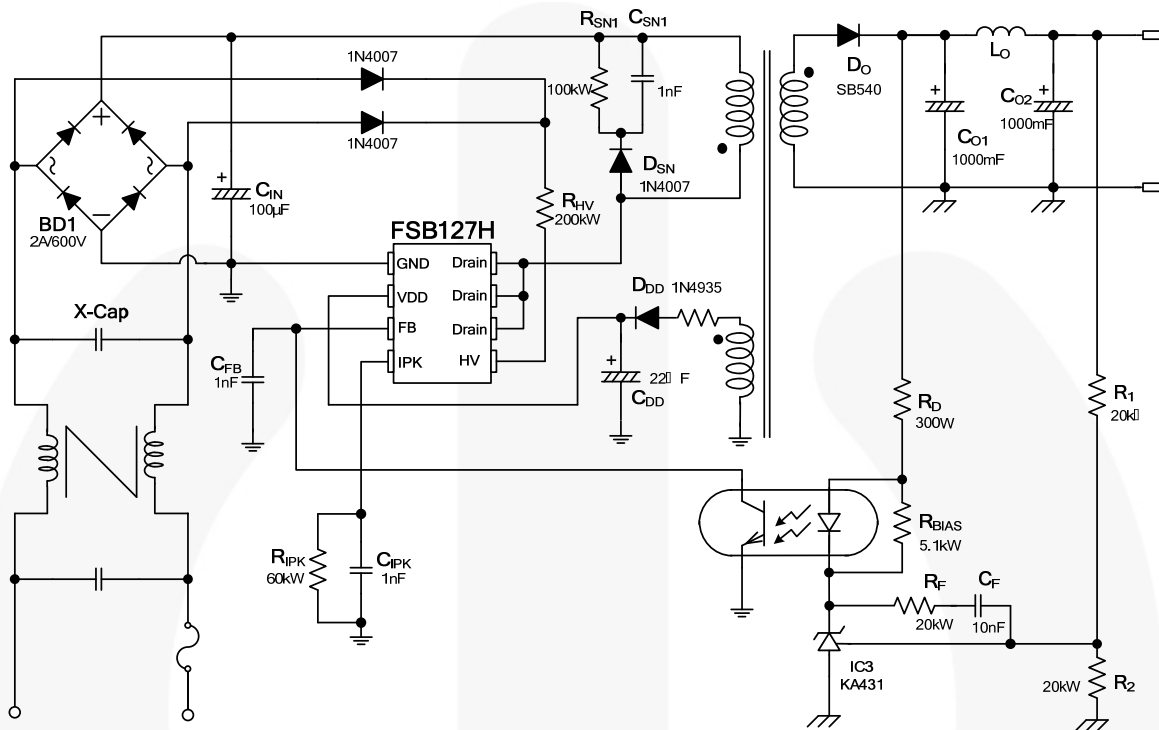 RSN1 CSN1
1N4007
100kW
1nF
1N4007
DSN
1N4007
DO
SB540
LO
CO1
1000mF
CO2
1000mF
+
+
+
−
BD1
2A/600V
+
CIN
100µF
RHV
200kW
FSB127H
GND
VDD
FB
IPK
Drain
Drain
Drain
HV
X-Cap
CFB
1nF
DDD 1N4935
+
22▯ F
CDD
RD
300W
R1
20k▯
RBIAS
5.1kW
RIPK
60kW
CIPK
1nF
RF
20kW
CF
10nF
IC3
KA431
20kW
R2